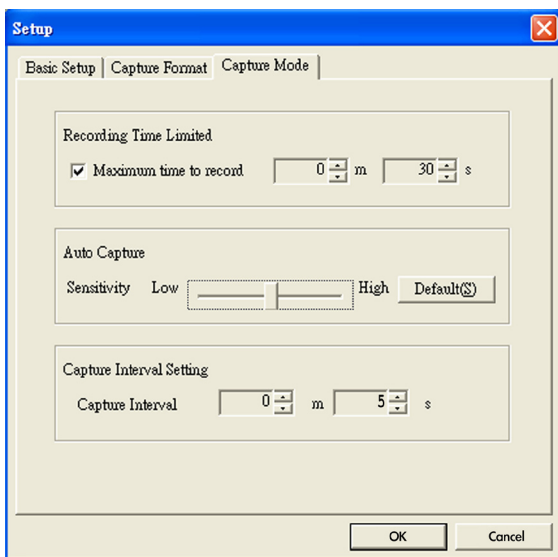 Setup
Basic Setup Capture Format Capture Mode
Recording Time Limited
Maximum time to record 0 m 30 s
Auto Capture
Sensitivity Low High Default(S)
Capture Interval Setting
Capture Interval 0 m 5 s
OK Cancel